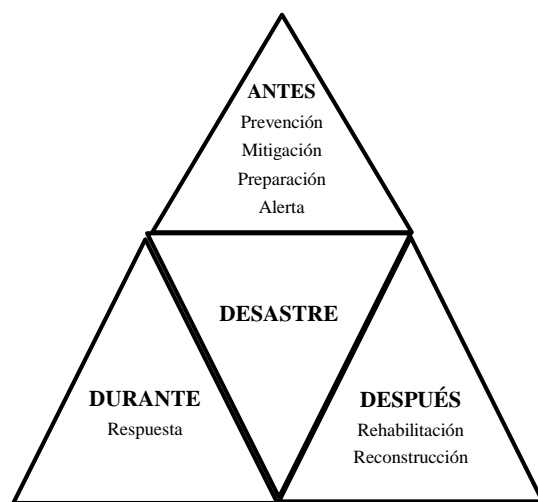 ANTES
Prevención
Mitigación
Preparación
Alerta
DESASTRE
DURANTE
Respuesta
DESPUÉS
Rehabilitación
Reconstrucción